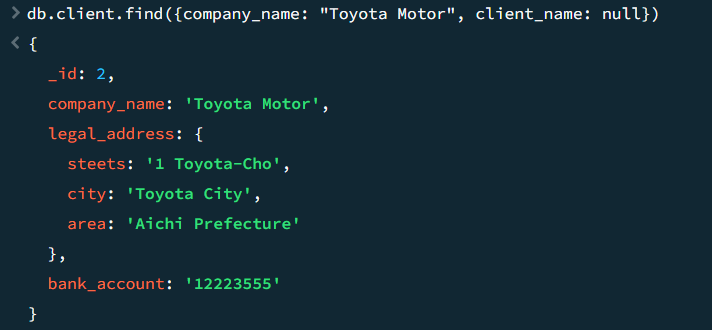 > db.client.find({company_name: "Toyota Motor", client_name: null})
< {
_id: 2,
company_name: 'Toyota Motor',
legal_address: {
steets: '1 Toyota-Cho',
city: 'Toyota City',
area: 'Aichi Prefecture'
},
bank_account: '12223555'
}